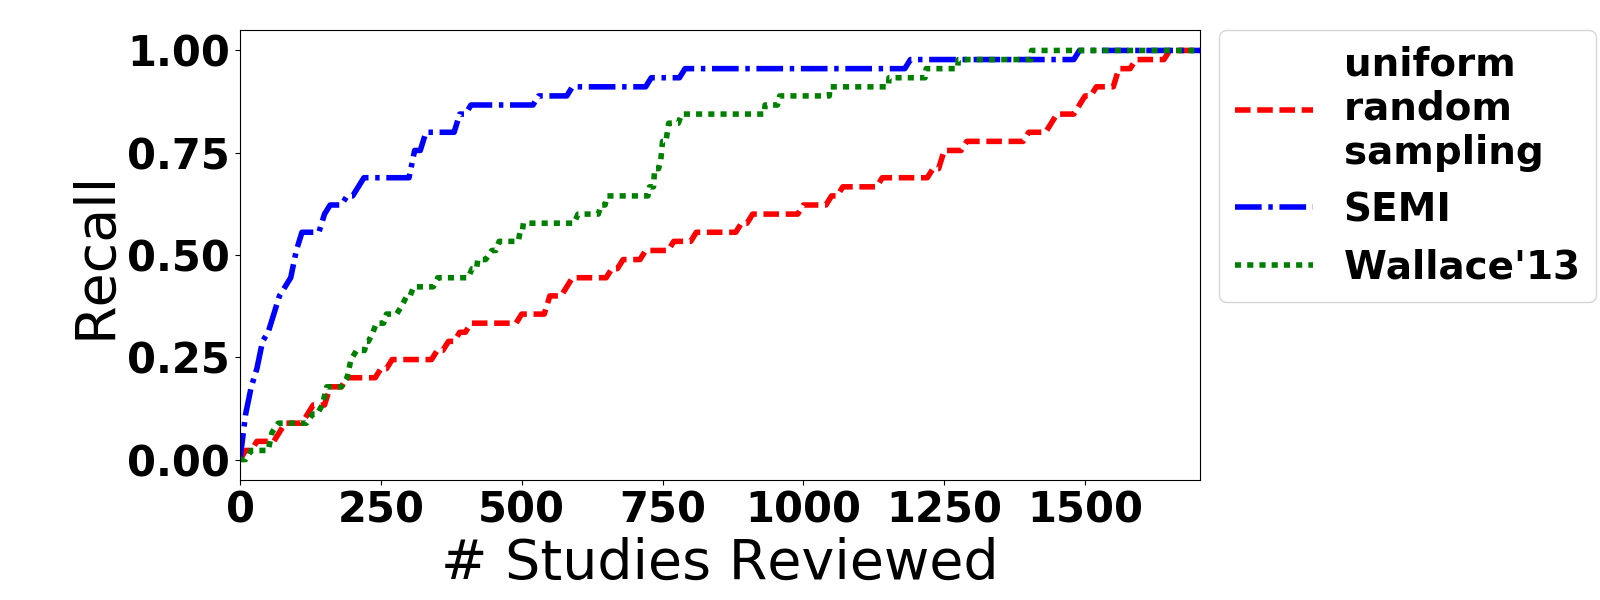 1.00
0.75
0.50
0.25
0.00
Recall
0 250 500 750 1000 1250 1500
# Studies Reviewed
uniform
random
sampling
SEMI
Wallace'13